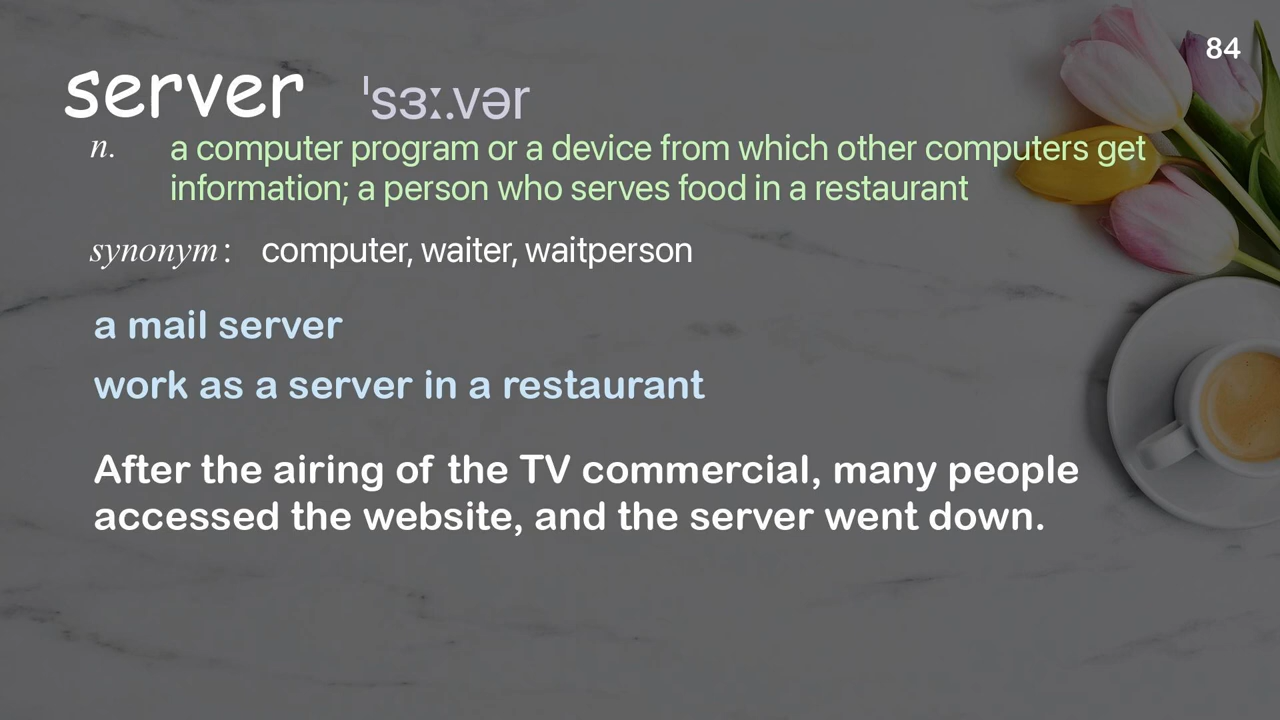 84
server ˈsɜː.vər
n. a computer program or a device from which other computers get
information; a person who serves food in a restaurant
synonym: computer, waiter, waitperson
a mail server
work as a server in a restaurant
After the airing of the TV commercial, many people
accessed the website, and the server went down.